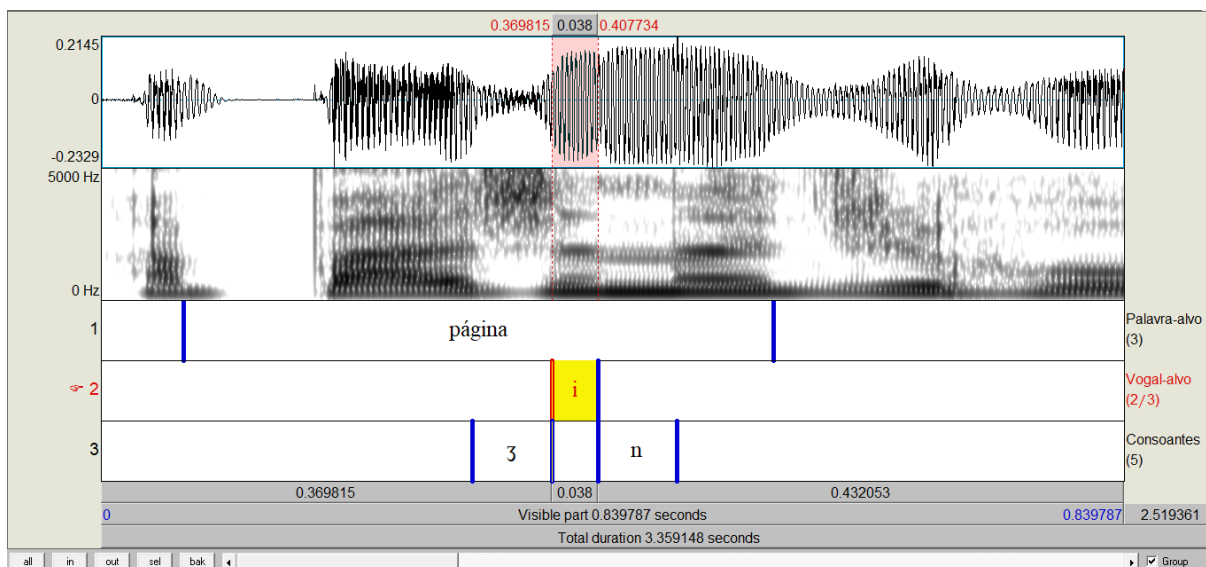 0.369815 0.038 0.407734
0.2145
0
-0.2329
5000 Hz
0 Hz
1 página Palavra-alvo
(3)
☞ 2 i Vogal-alvo
(2/3)
3 ʒ n Consoantes
(5)
0.369815 0.038 0.432053
0 Visible part 0.839787 seconds 0.839787 2.519361
Total duration 3.359148 seconds
all in out sel bak Group